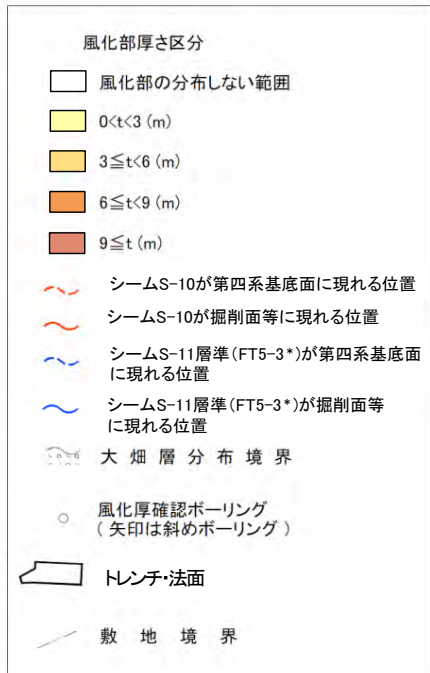 風化部厚さ区分
風化部の分布しない範囲
0<t<3 (m)
3≦t<6 (m)
6≦t<9 (m)
9≦t (m)
シームS-10が第四系基底面に現れる位置
シームS-10が掘削面等に現れる位置
シームS-11層準(FT5-3*)が第四系基底面
に現れる位置
シームS-11層準(FT5-3*)が掘削面等
に現れる位置
大 畑 層 分 布 境 界
風化厚確認ボーリング
( 矢印は斜めボーリング )
トレンチ・法面
敷 地 境 界